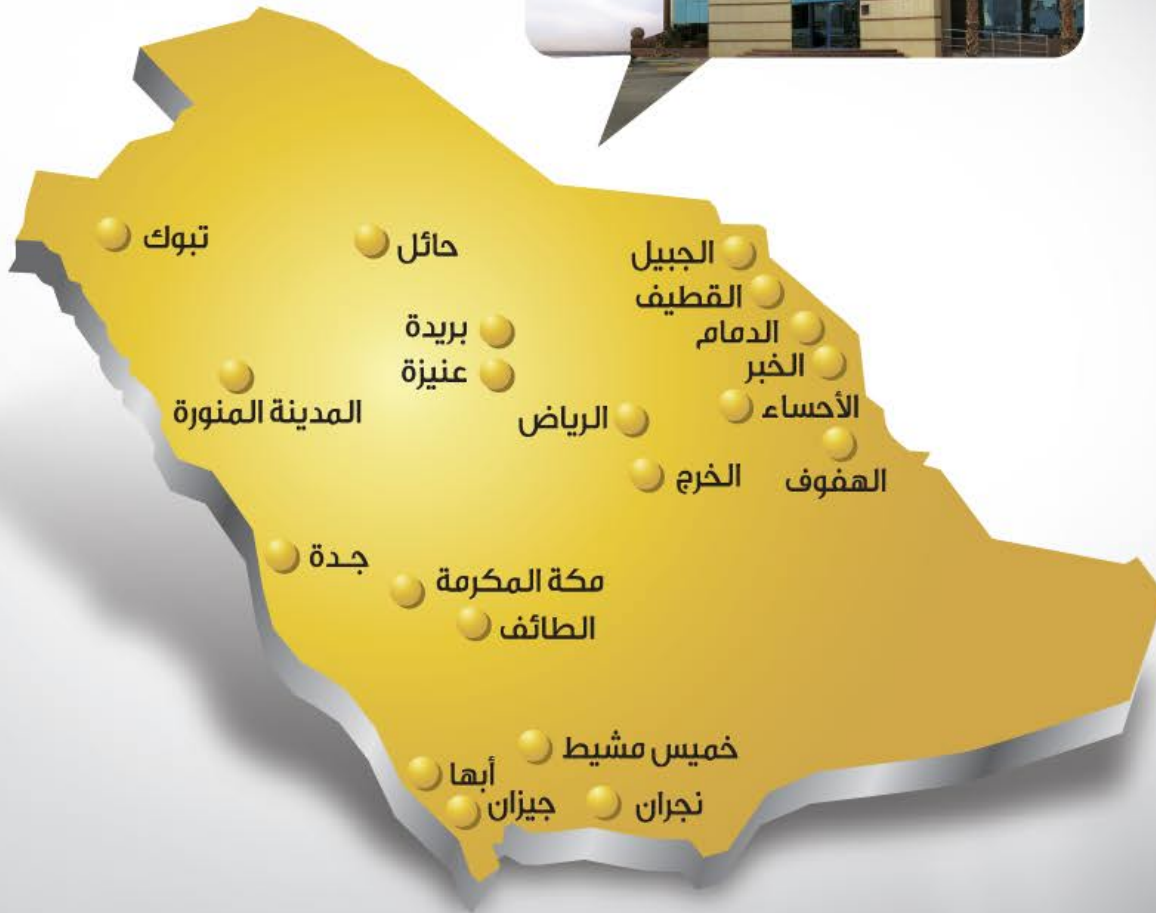 تبوك
حائل
الجبيل
القطيف
الدمام
الخبر
بريدة
عنيزة
المدينة المنورة
الرياض
الأحساء
الهفوف
الخرج
جـدة
مكة المكرمة
الطائف
خميس مشيط
أبها
جيزان
نجران